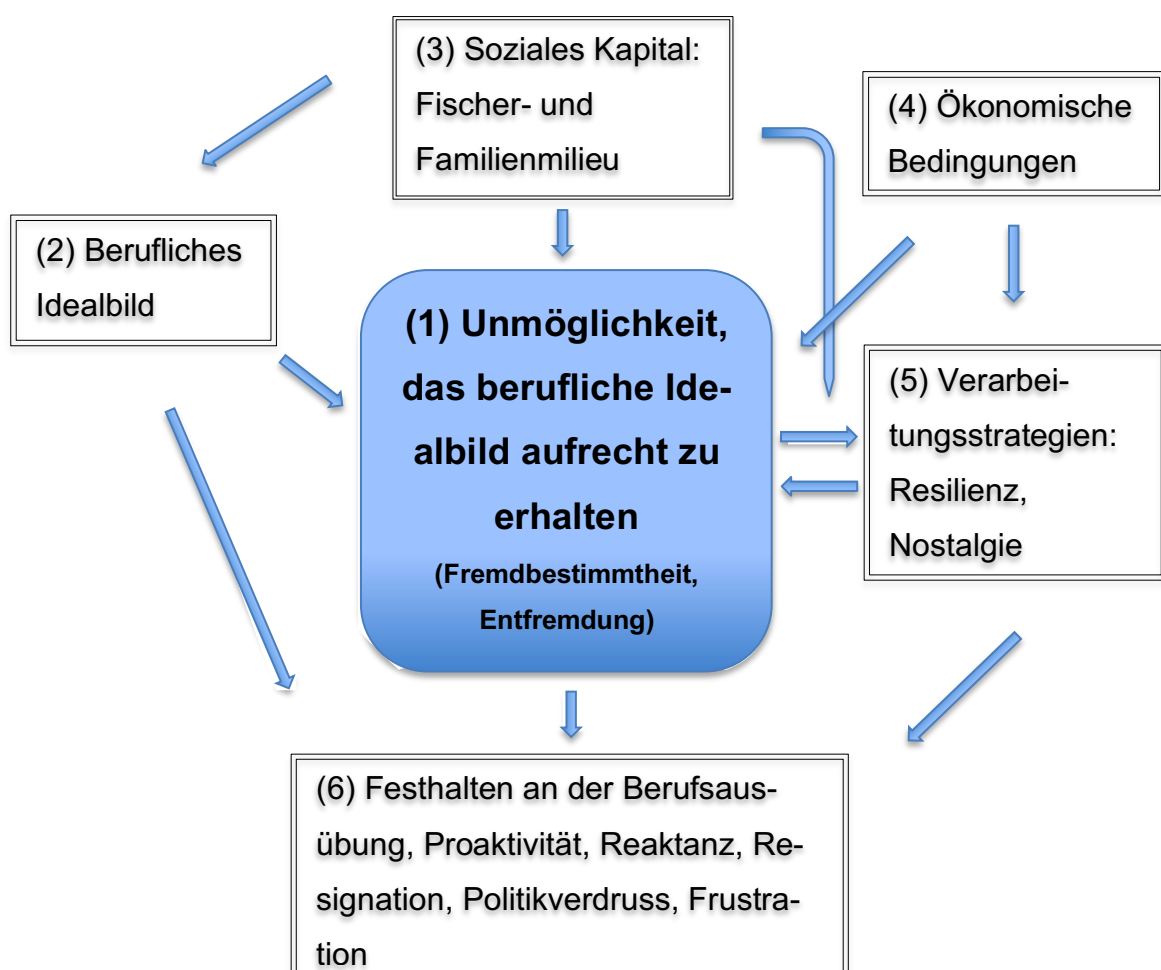 (3) Soziales Kapital:
Fischer- und
Familienmilieu
(4) Ökonomische
Bedingungen
(2) Berufliches
Idealbild
(1) Unmöglichkeit,
das berufliche Ide-
albild aufrecht zu
erhalten
(Fremdbestimmtheit,
Entfremdung)
(5) Verarbei-
tungsstrategien:
Resilienz,
Nostalgie
(6) Festhalten an der Berufsaus-
übung, Proaktivität, Reaktanz, Re-
signation, Politikverdruss, Frustra-
tion